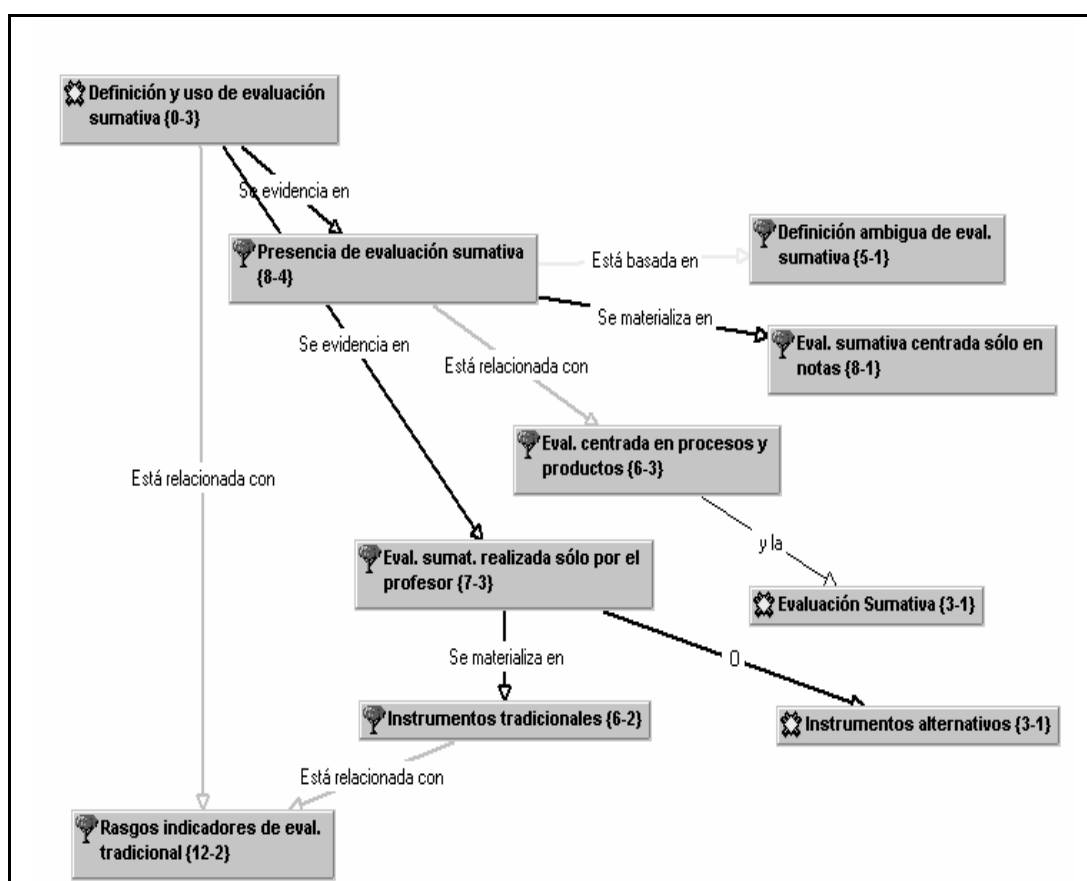 Definición y uso de evaluación
sumativa {0-3}
Se evidencia en
Presencia de evaluación sumativa
{8-4}
Está basada en
Definición ambigua de eval.
sumativa {5-1}
Se materializa en
Eval. sumativa centrada sólo en
notas {8-1}
Se evidencia en
Está relacionada con
Eval. centrada en procesos y
productos {6-3}
Está relacionada con
y la
Eval. sumat. realizada sólo por el
profesor {7-3}
Evaluación Sumativa {3-1}
Se materializa en
O
Instrumentos tradicionales {6-2}
Instrumentos alternativos {3-1}
Está relacionada con
Rasgos indicadores de eval.
tradicional {12-2}